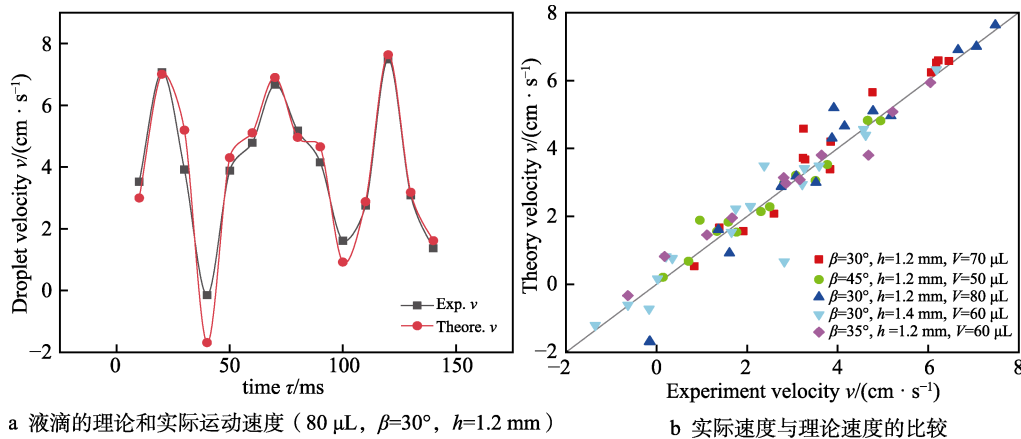 a
8
6
4
2
0
−2
Droplet velocity v/(cm · s⁻¹)
Exp. v
Theore. v
0
50
100
150
time τ/ms
a 液滴的理论和实际运动速度（80 μL，β=30°，h=1.2 mm）
b
8
6
4
2
0
−2
Theory velocity v/(cm · s⁻¹)
β=30°, h=1.2 mm, V=70 μL
β=45°, h=1.2 mm, V=50 μL
β=30°, h=1.2 mm, V=80 μL
β=30°, h=1.4 mm, V=60 μL
β=35°, h =1.2 mm, V=60 μL
−2
0
2
4
6
8
Experiment velocity v/(cm · s⁻¹)
b 实际速度与理论速度的比较